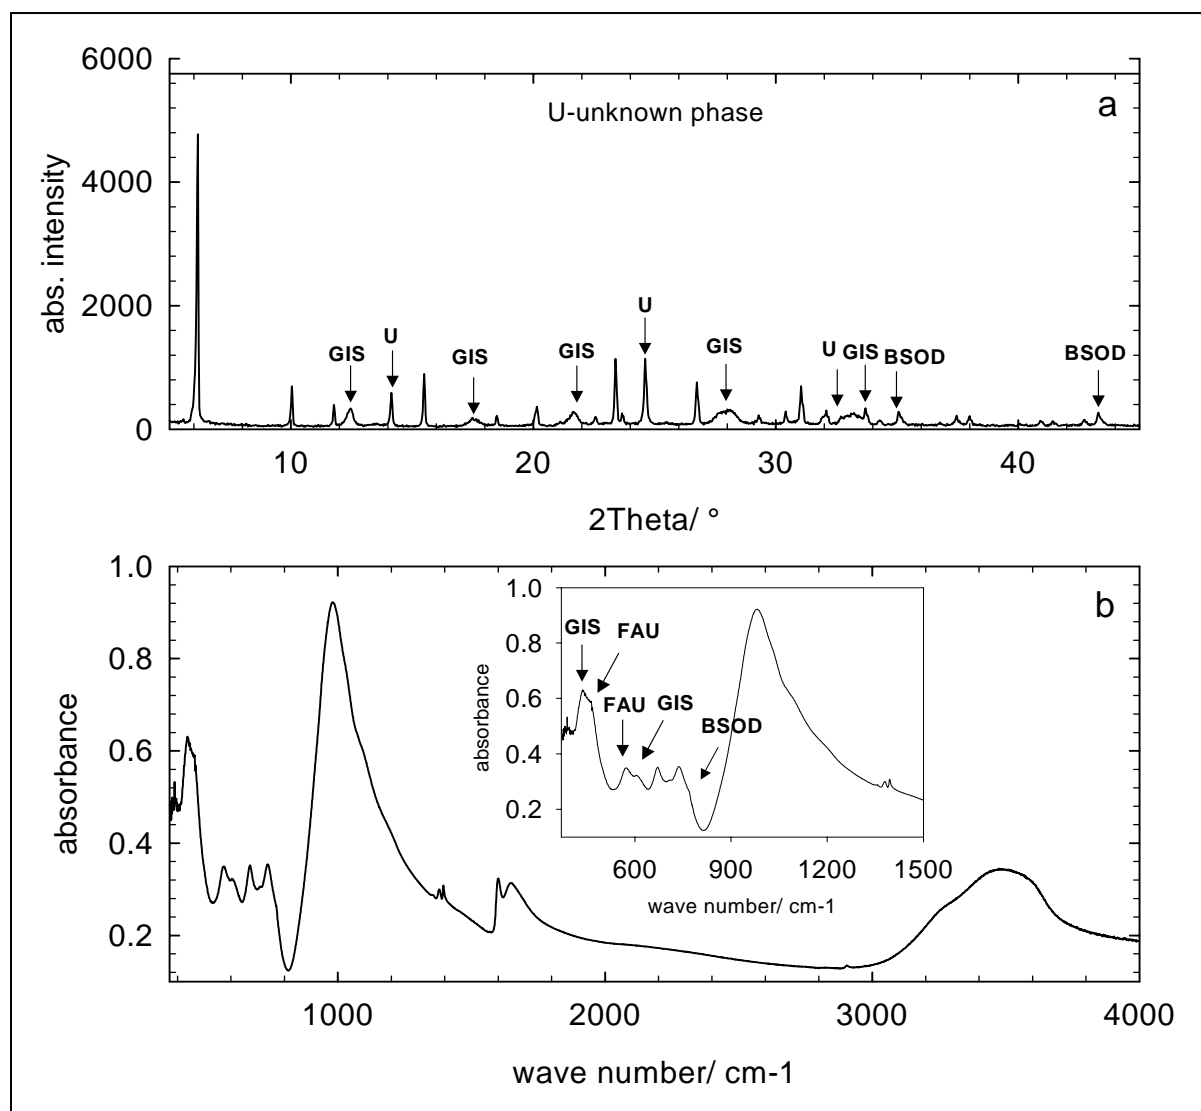 6000
a
U-unknown phase
4000
abs. intensity
2000
U
U
GIS
GIS
GIS
GIS
U
GIS
BSOD
BSOD
0
10
20
30
40
2Theta/ °
1.0
b
0.8
0.6
0.4
0.2
absorbance
1.0
0.8
0.6
0.4
0.2
absorbance
GIS
FAU
FAU
GIS
BSOD
600
900
1200
1500
wave number/ cm-1
1000
2000
3000
4000
wave number/ cm-1